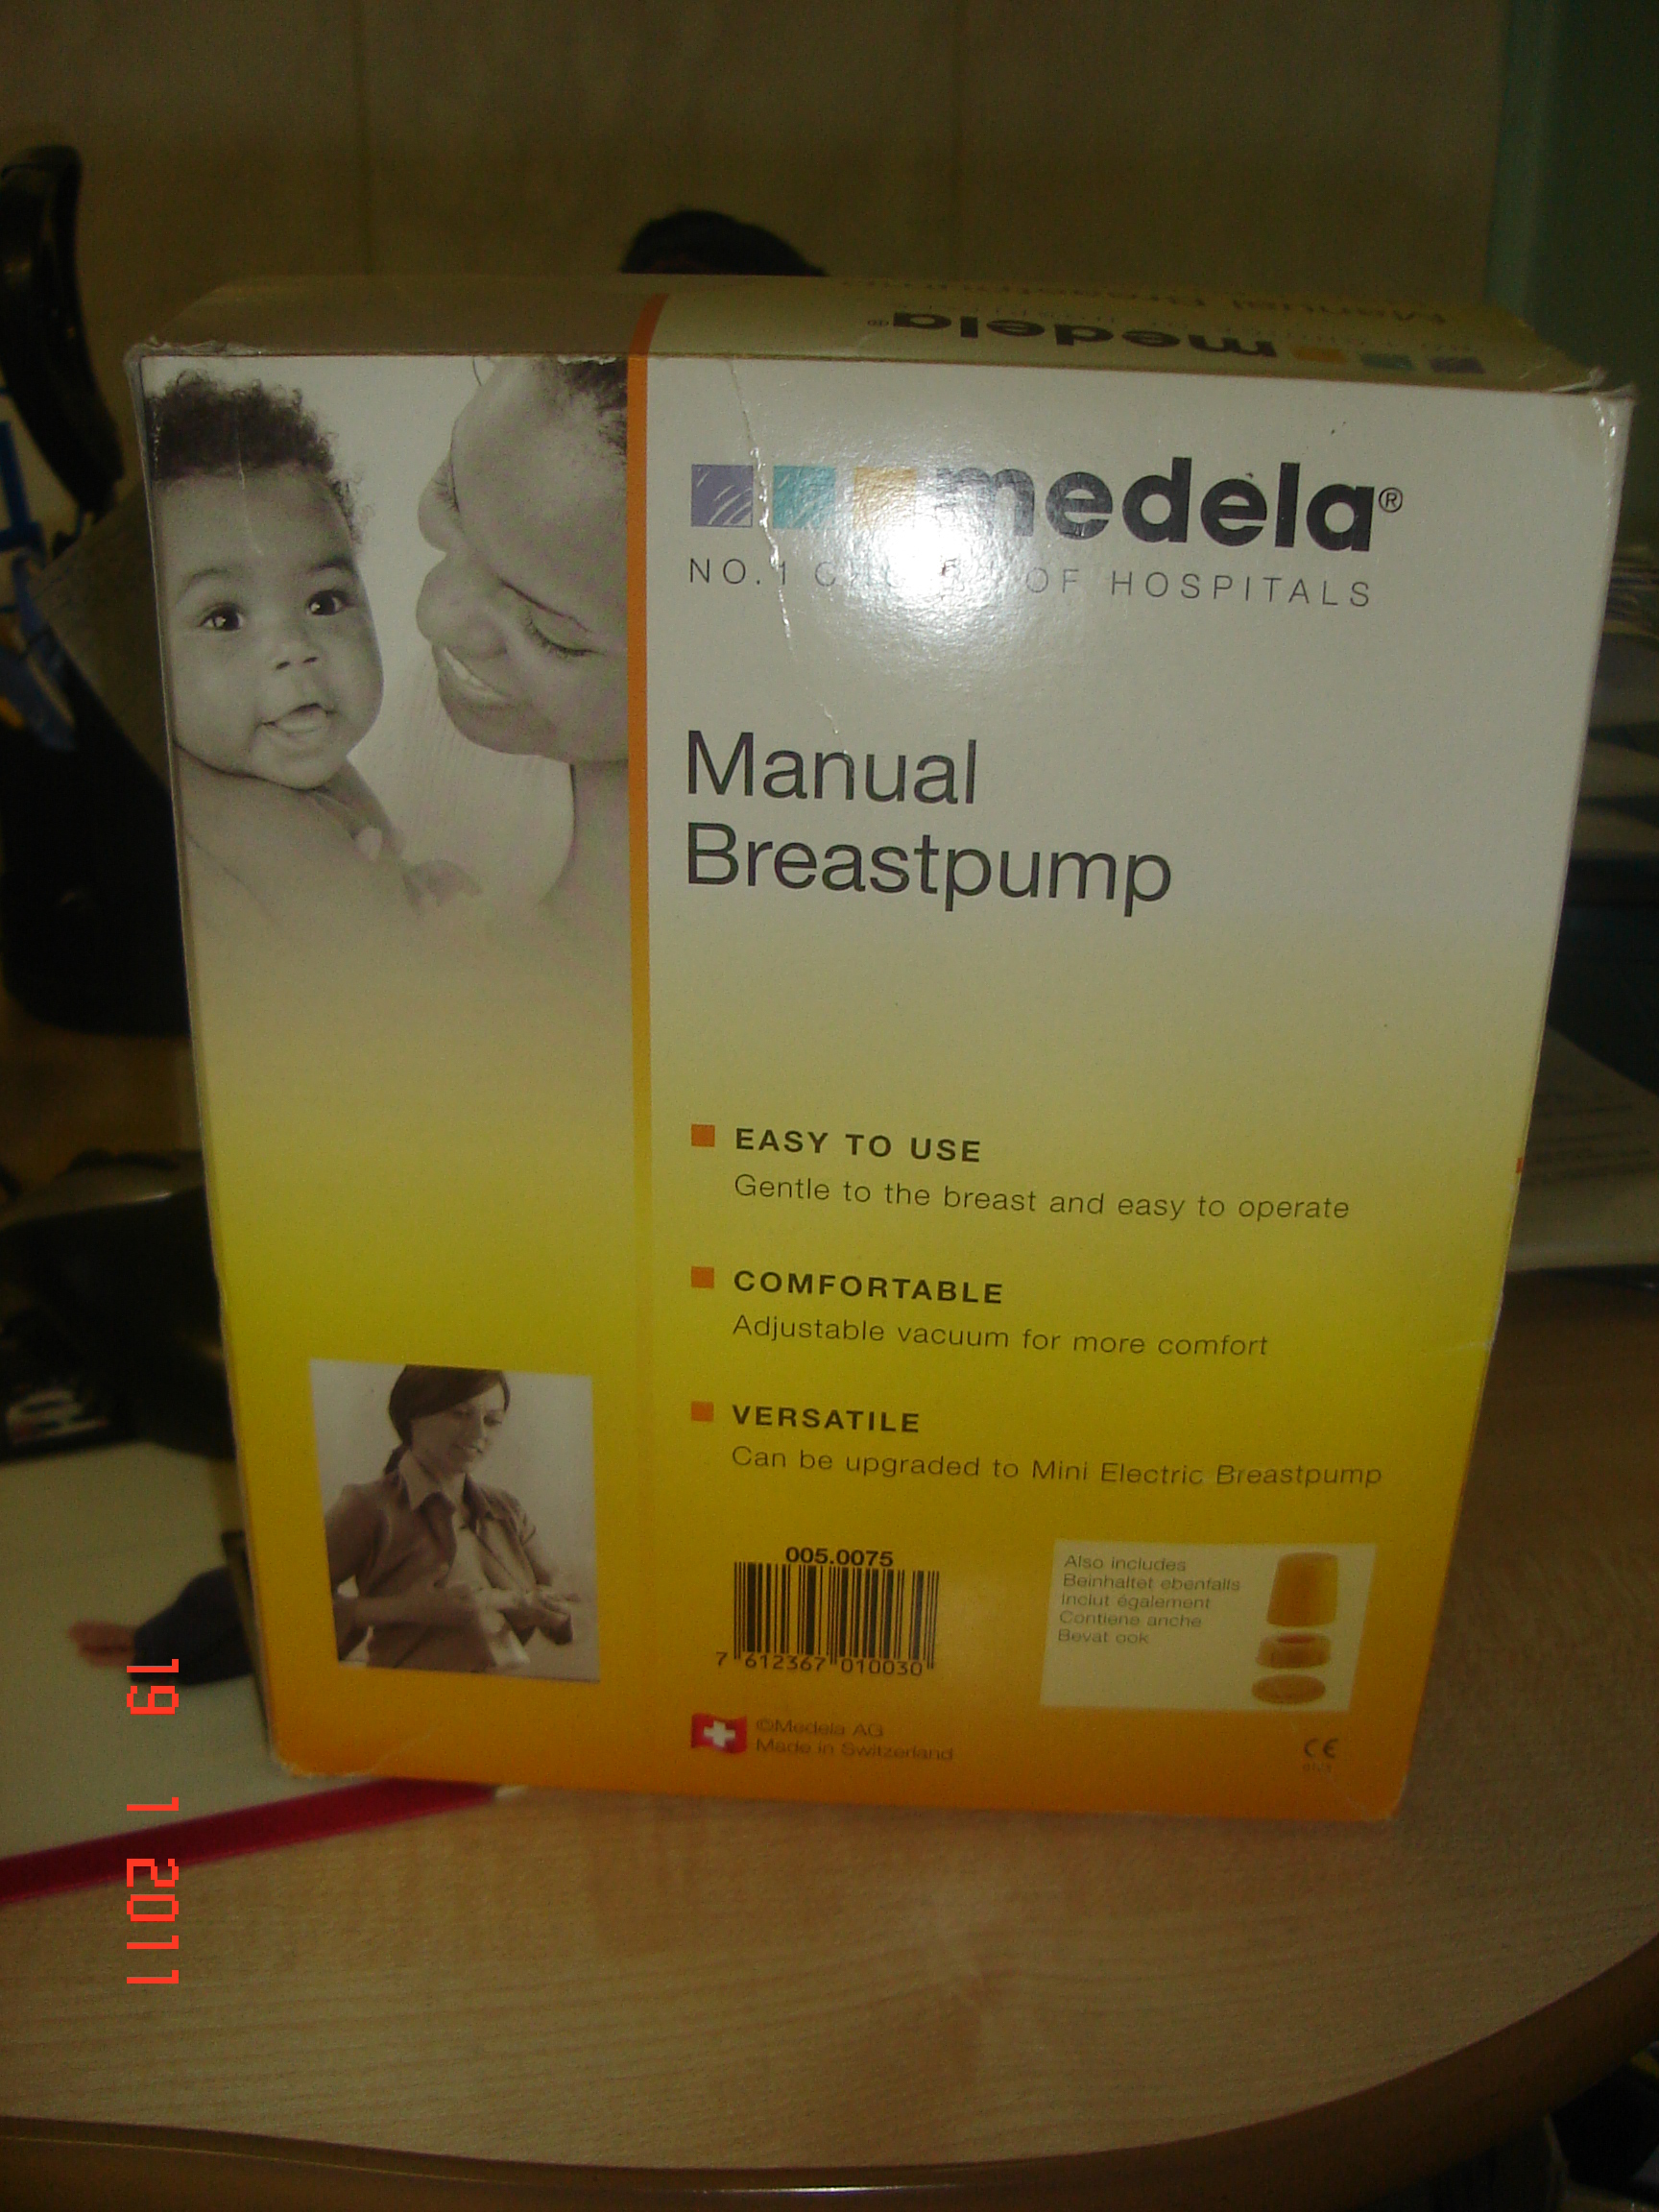 medela®
medela®
NO.1 OF HOSPITALS
Manual
Breastpump
EASY TO USE
Gentle to the breast and easy to operate
COMFORTABLE
Adjustable vacuum for more comfort
VERSATILE
Can be upgraded to Mini Electric Breastpump
005.0075
7 612367 010030
Also includes
Beinhaltet ebenfalls
Inclut également
Contiene anche
Bevat ook
©Medela AG
Made in Switzerland
CE
19 1 2011